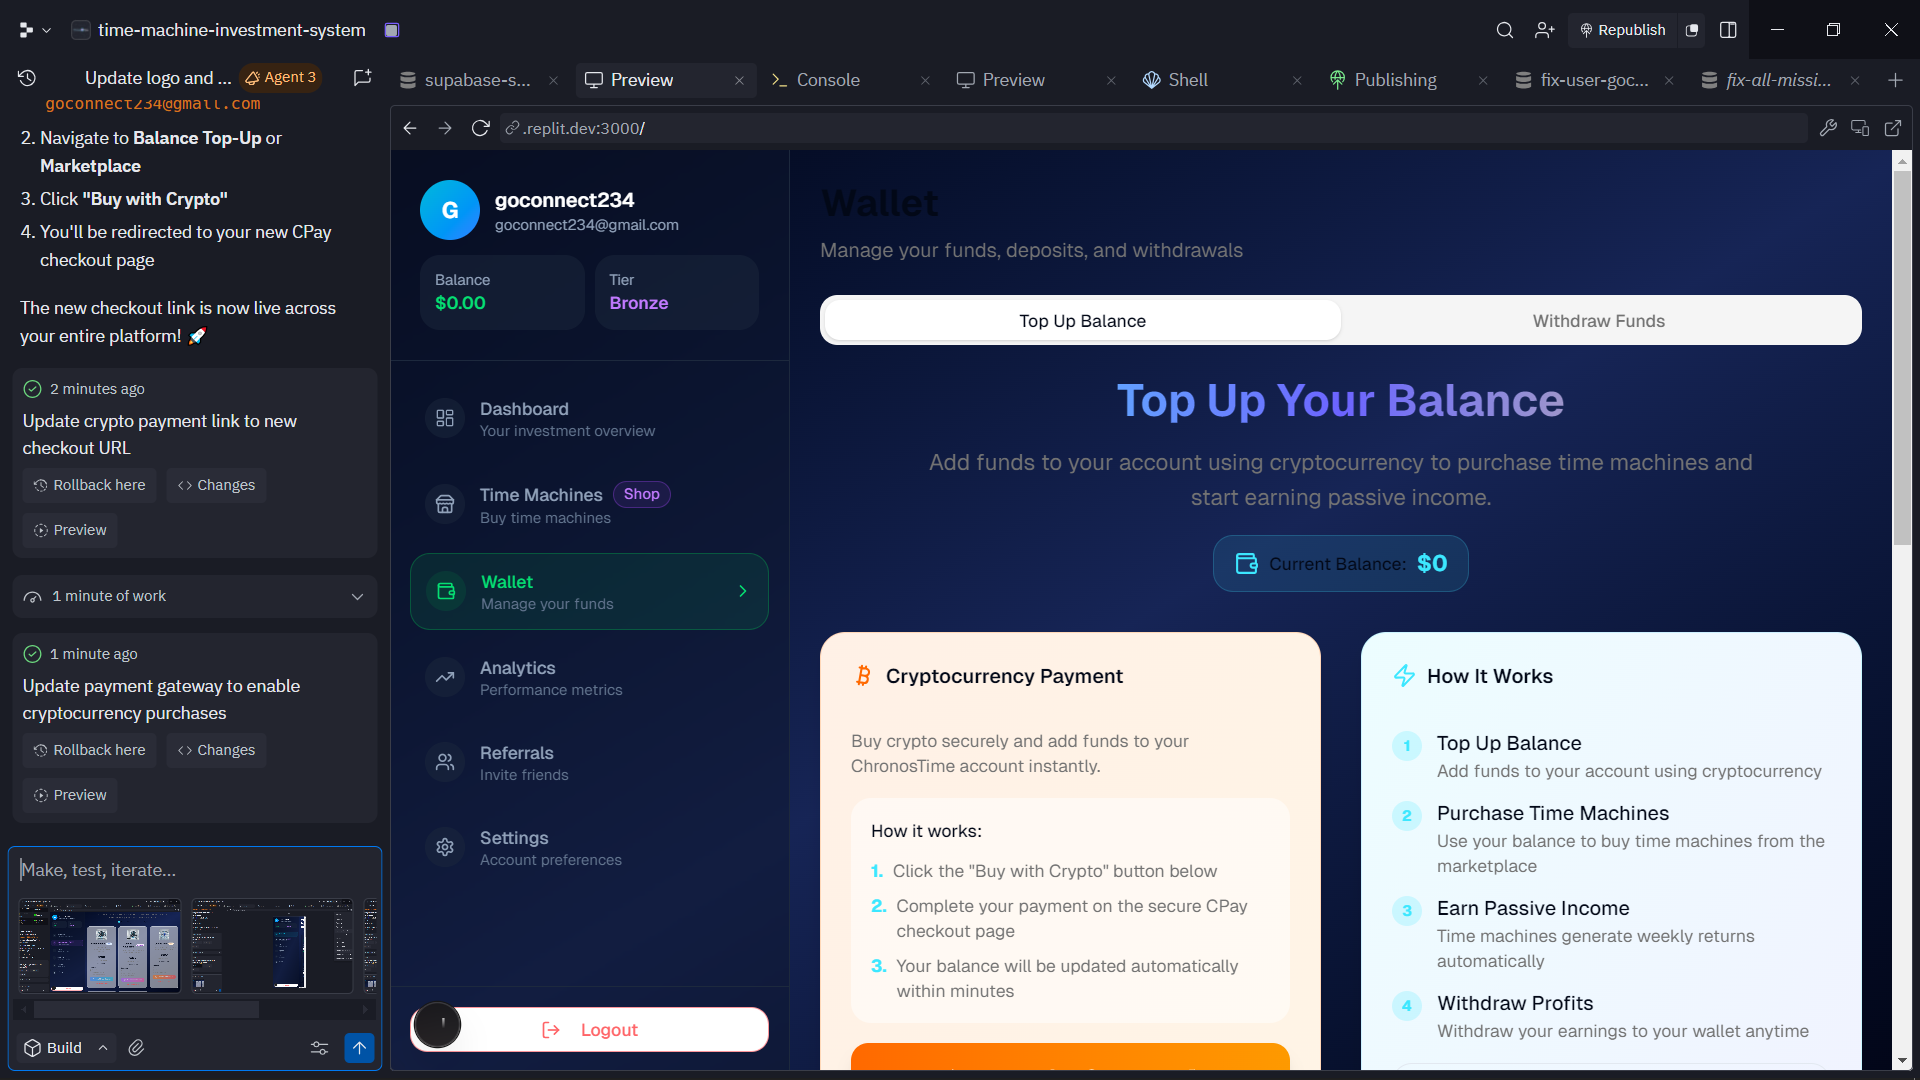 time-machine-investment-system
Republish
Update logo and ...
Agent 3
supabase-s...
Preview
Console
Preview
Shell
Publishing
fix-user-goc...
fix-all-missi...
.replit.dev:3000/
goconnect234@gmail.com
2. Navigate to Balance Top-Up or
Marketplace
3. Click "Buy with Crypto"
4. You'll be redirected to your new CPay
checkout page
The new checkout link is now live across
your entire platform! 🚀
2 minutes ago
Update crypto payment link to new
checkout URL
Rollback here
Changes
Preview
1 minute of work
1 minute ago
Update payment gateway to enable
cryptocurrency purchases
Rollback here
Changes
Preview
Make, test, iterate...
Build
G
goconnect234
goconnect234@gmail.com
Balance
$0.00
Tier
Bronze
Dashboard
Your investment overview
Time Machines
Shop
Buy time machines
Wallet
Manage your funds
Analytics
Performance metrics
Referrals
Invite friends
Settings
Account preferences
Logout
Wallet
Manage your funds, deposits, and withdrawals
Top Up Balance
Withdraw Funds
Top Up Your Balance
Add funds to your account using cryptocurrency to purchase time machines and
start earning passive income.
Current Balance: $0
Cryptocurrency Payment
Buy crypto securely and add funds to your
ChronosTime account instantly.
How it works:
1. Click the "Buy with Crypto" button below
2. Complete your payment on the secure CPay
checkout page
3. Your balance will be updated automatically
within minutes
How It Works
1
Top Up Balance
Add funds to your account using cryptocurrency
2
Purchase Time Machines
Use your balance to buy time machines from the
marketplace
3
Earn Passive Income
Time machines generate weekly returns
automatically
4
Withdraw Profits
Withdraw your earnings to your wallet anytime